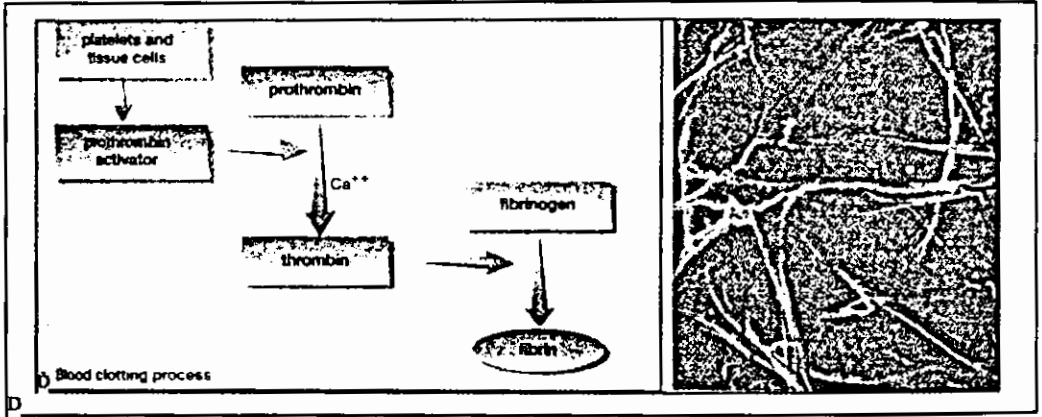 platelets and
tissue cells
prothrombin
prothrombin
activator
Ca++
fibrinogen
thrombin
fibrin
b Blood clotting process
D